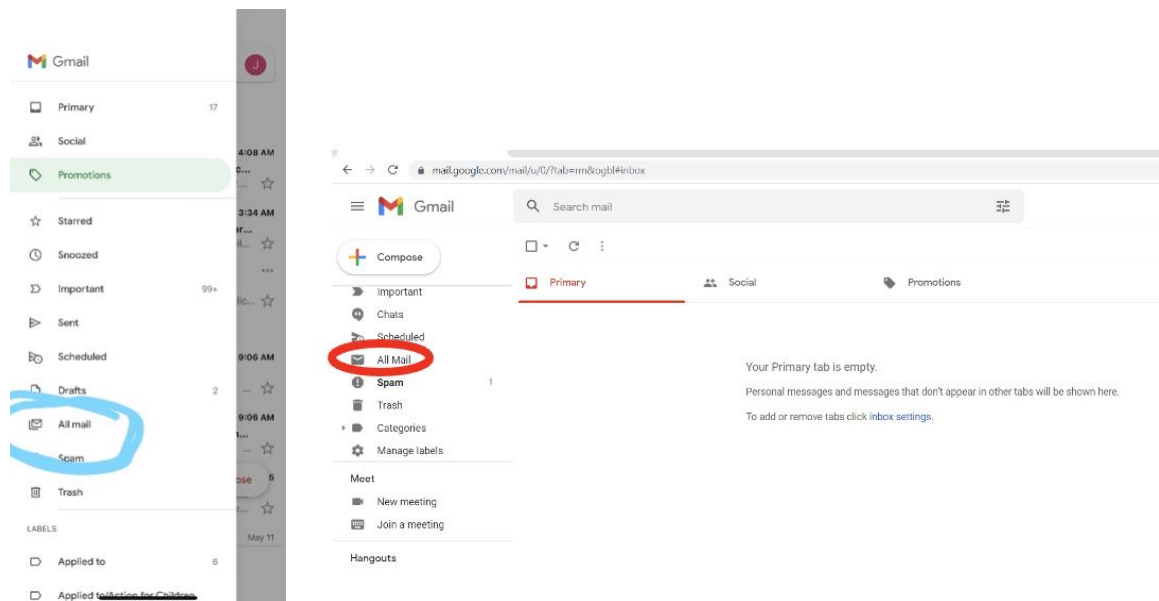 Gmail
J
Primary 17
Social
4:08 AM
Promotions
Starred
3:34 AM
Snoozed
Important 99+
Sent
Scheduled
9:06 AM
Drafts 2
9:06 AM
All mail
Spam
Trash
LABELS
May 11
Applied to 6
Applied to/Action for Children
mail.google.com/mail/u/0/?tab=rm&ogbl#inbox
Gmail
Search mail
Compose
Primary Social Promotions
Important
Chats
Scheduled
All Mail
Spam 1
Trash
Categories
Manage labels
Meet
New meeting
Join a meeting
Hangouts
Your Primary tab is empty.
Personal messages and messages that don't appear in other tabs will be shown here.
To add or remove tabs click inbox settings.